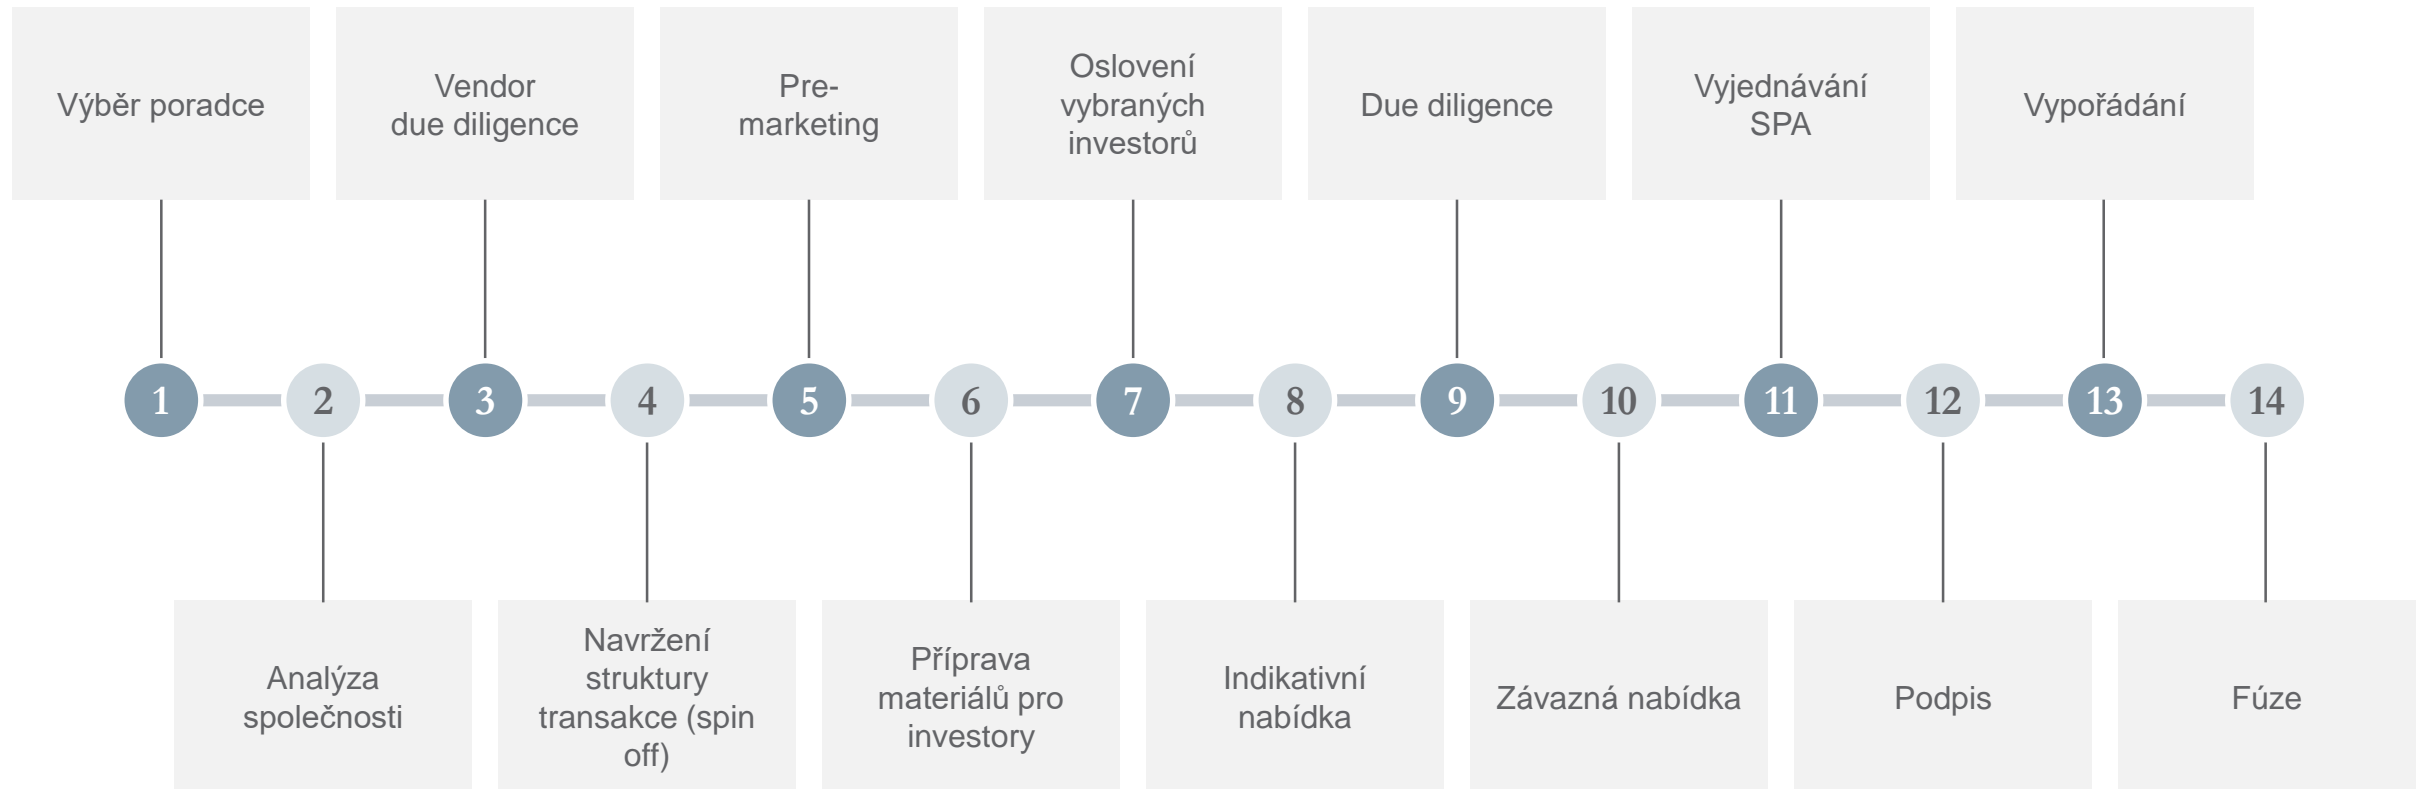 Výběr poradce
Vendor
due diligence
Pre-
marketing
Oslovení
vybraných
investorů
Due diligence
Vyjednávání
SPA
Vypořádání
1
2
3
4
5
6
7
8
9
10
11
12
13
14
Analýza
společnosti
Navržení
struktury
transakce (spin
off)
Příprava
materiálů pro
investory
Indikativní
nabídka
Závazná nabídka
Podpis
Fúze